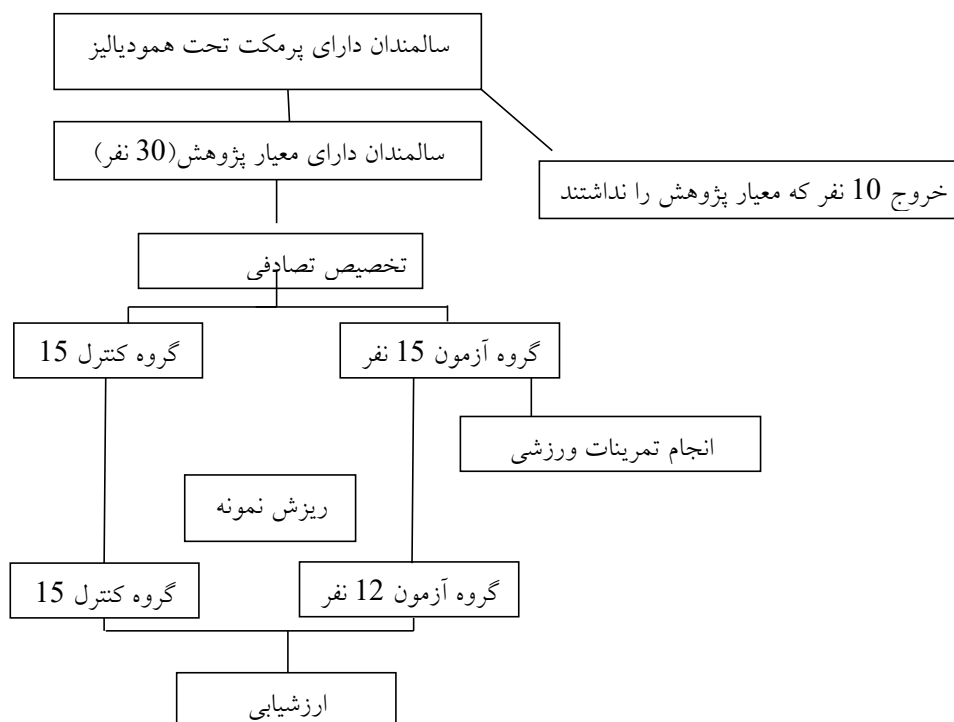 سالمندان دارای پرمکت تحت همودیالیز
سالمندان دارای معیار پژوهش(30 نفر)
خروج 10 نفر که معیار پژوهش را نداشتند
تخصیص تصادفی
گروه آزمون 15 نفر
گروه کنترل 15
انجام تمرینات ورزشی
ریزش نمونه
گروه آزمون 12 نفر
گروه کنترل 15
ارزشیابی